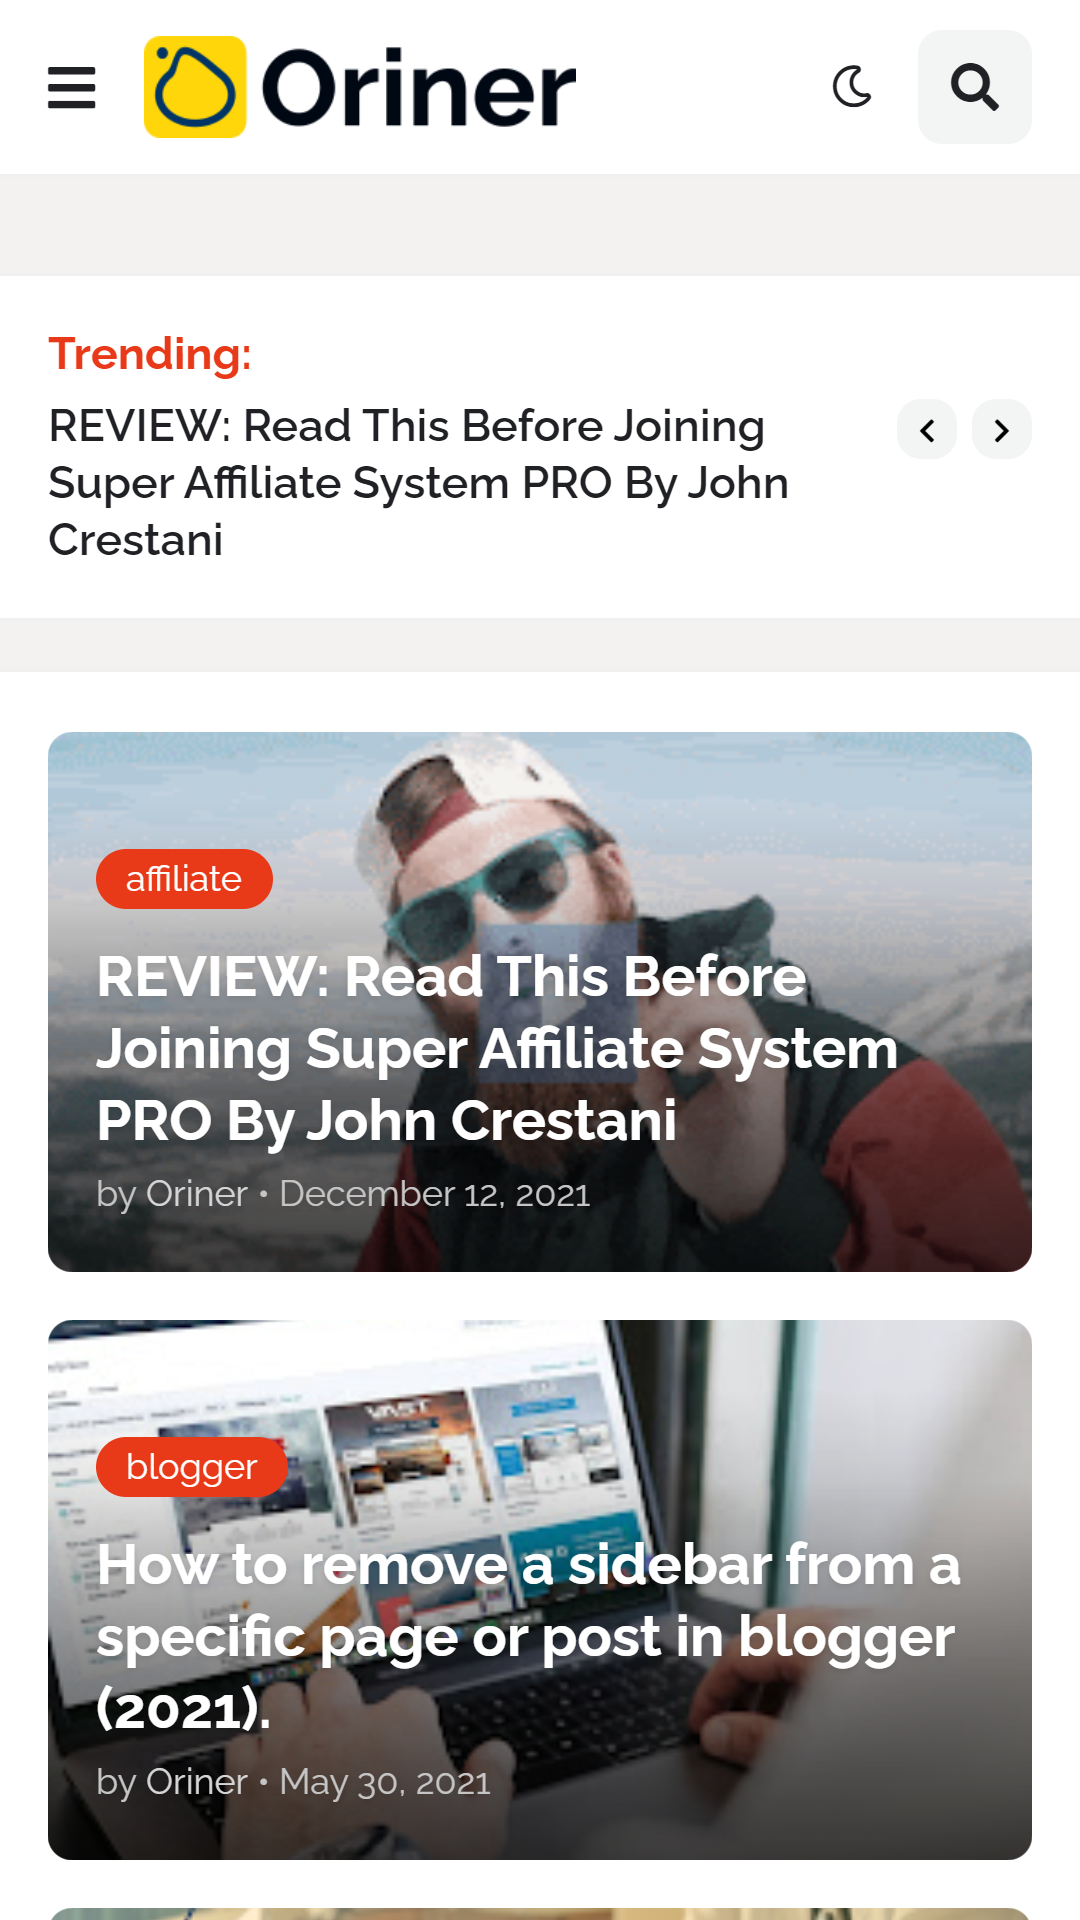 Oriner
Trending:
REVIEW: Read This Before Joining
Super Affiliate System PRO By John
Crestani
affiliate
REVIEW: Read This Before
Joining Super Affiliate System
PRO By John Crestani
by Oriner • December 12, 2021
VAST
blogger
How to remove a sidebar from a
specific page or post in blogger
(2021).
by Oriner • May 30, 2021